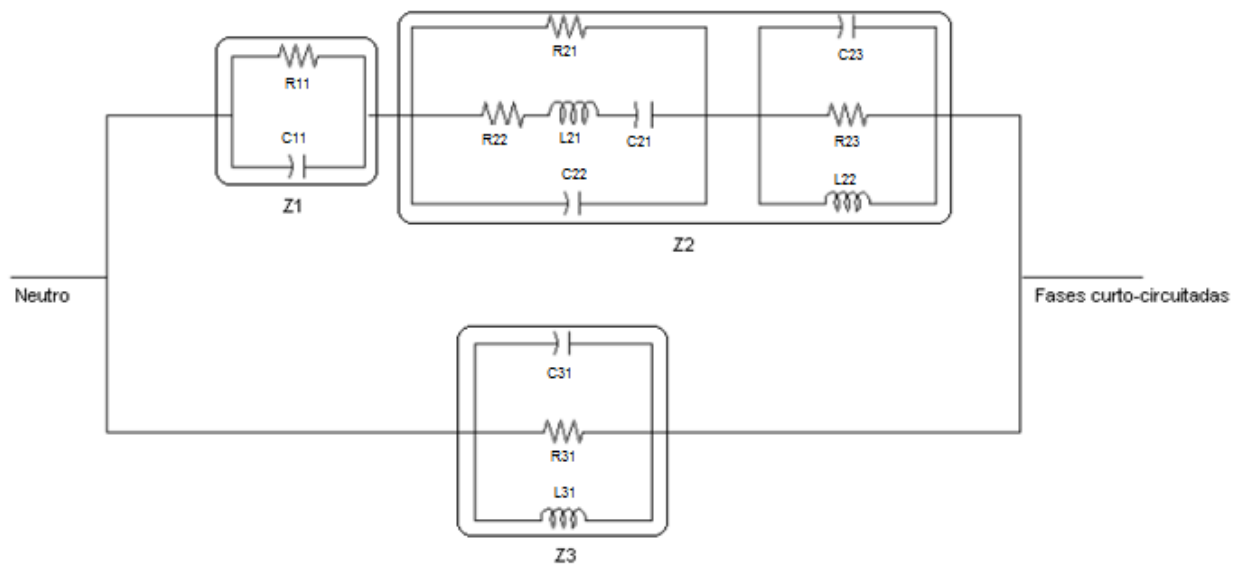 R11
C11
Z1
R21
R22
L21
C21
C22
C23
R23
L22
Z2
Neutro
Fases curto-circuitadas
C31
R31
L31
Z3